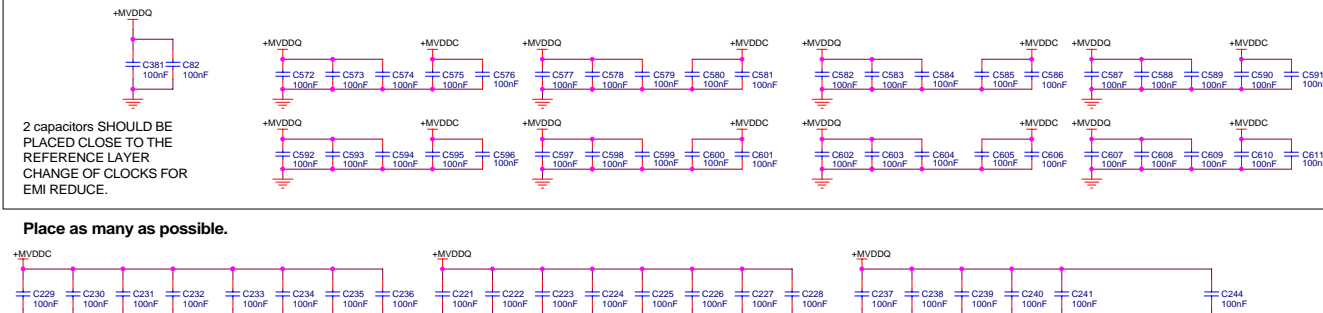 +MVDDQ
C381 C82
100nF 100nF
2 capacitors SHOULD BE
PLACED CLOSE TO THE
REFERENCE LAYER
CHANGE OF CLOCKS FOR
EMI REDUCE.
+MVDDQ +MVDDC +MVDDQ +MVDDC +MVDDQ +MVDDC +MVDDQ +MVDDC
C572 C573 C574 C575 C576 C577 C578 C579 C580 C581 C582 C583 C584 C585 C586 C587 C588 C589 C590 C591
100nF 100nF 100nF 100nF 100nF 100nF 100nF 100nF 100nF 100nF 100nF 100nF 100nF 100nF 100nF 100nF 100nF 100nF 100nF 100nF
+MVDDQ +MVDDC +MVDDQ +MVDDC +MVDDQ +MVDDC +MVDDQ +MVDDC
C592 C593 C594 C595 C596 C597 C598 C599 C600 C601 C602 C603 C604 C605 C606 C607 C608 C609 C610 C611
100nF 100nF 100nF 100nF 100nF 100nF 100nF 100nF 100nF 100nF 100nF 100nF 100nF 100nF 100nF 100nF 100nF 100nF 100nF 100nF
Place as many as possible.
+MVDDC +MVDDQ +MVDDQ
C229 C230 C231 C232 C233 C234 C235 C236 C221 C222 C223 C224 C225 C226 C227 C228 C237 C238 C239 C240 C241 C244
100nF 100nF 100nF 100nF 100nF 100nF 100nF 100nF 100nF 100nF 100nF 100nF 100nF 100nF 100nF 100nF 100nF 100nF 100nF 100nF 100nF 100nF